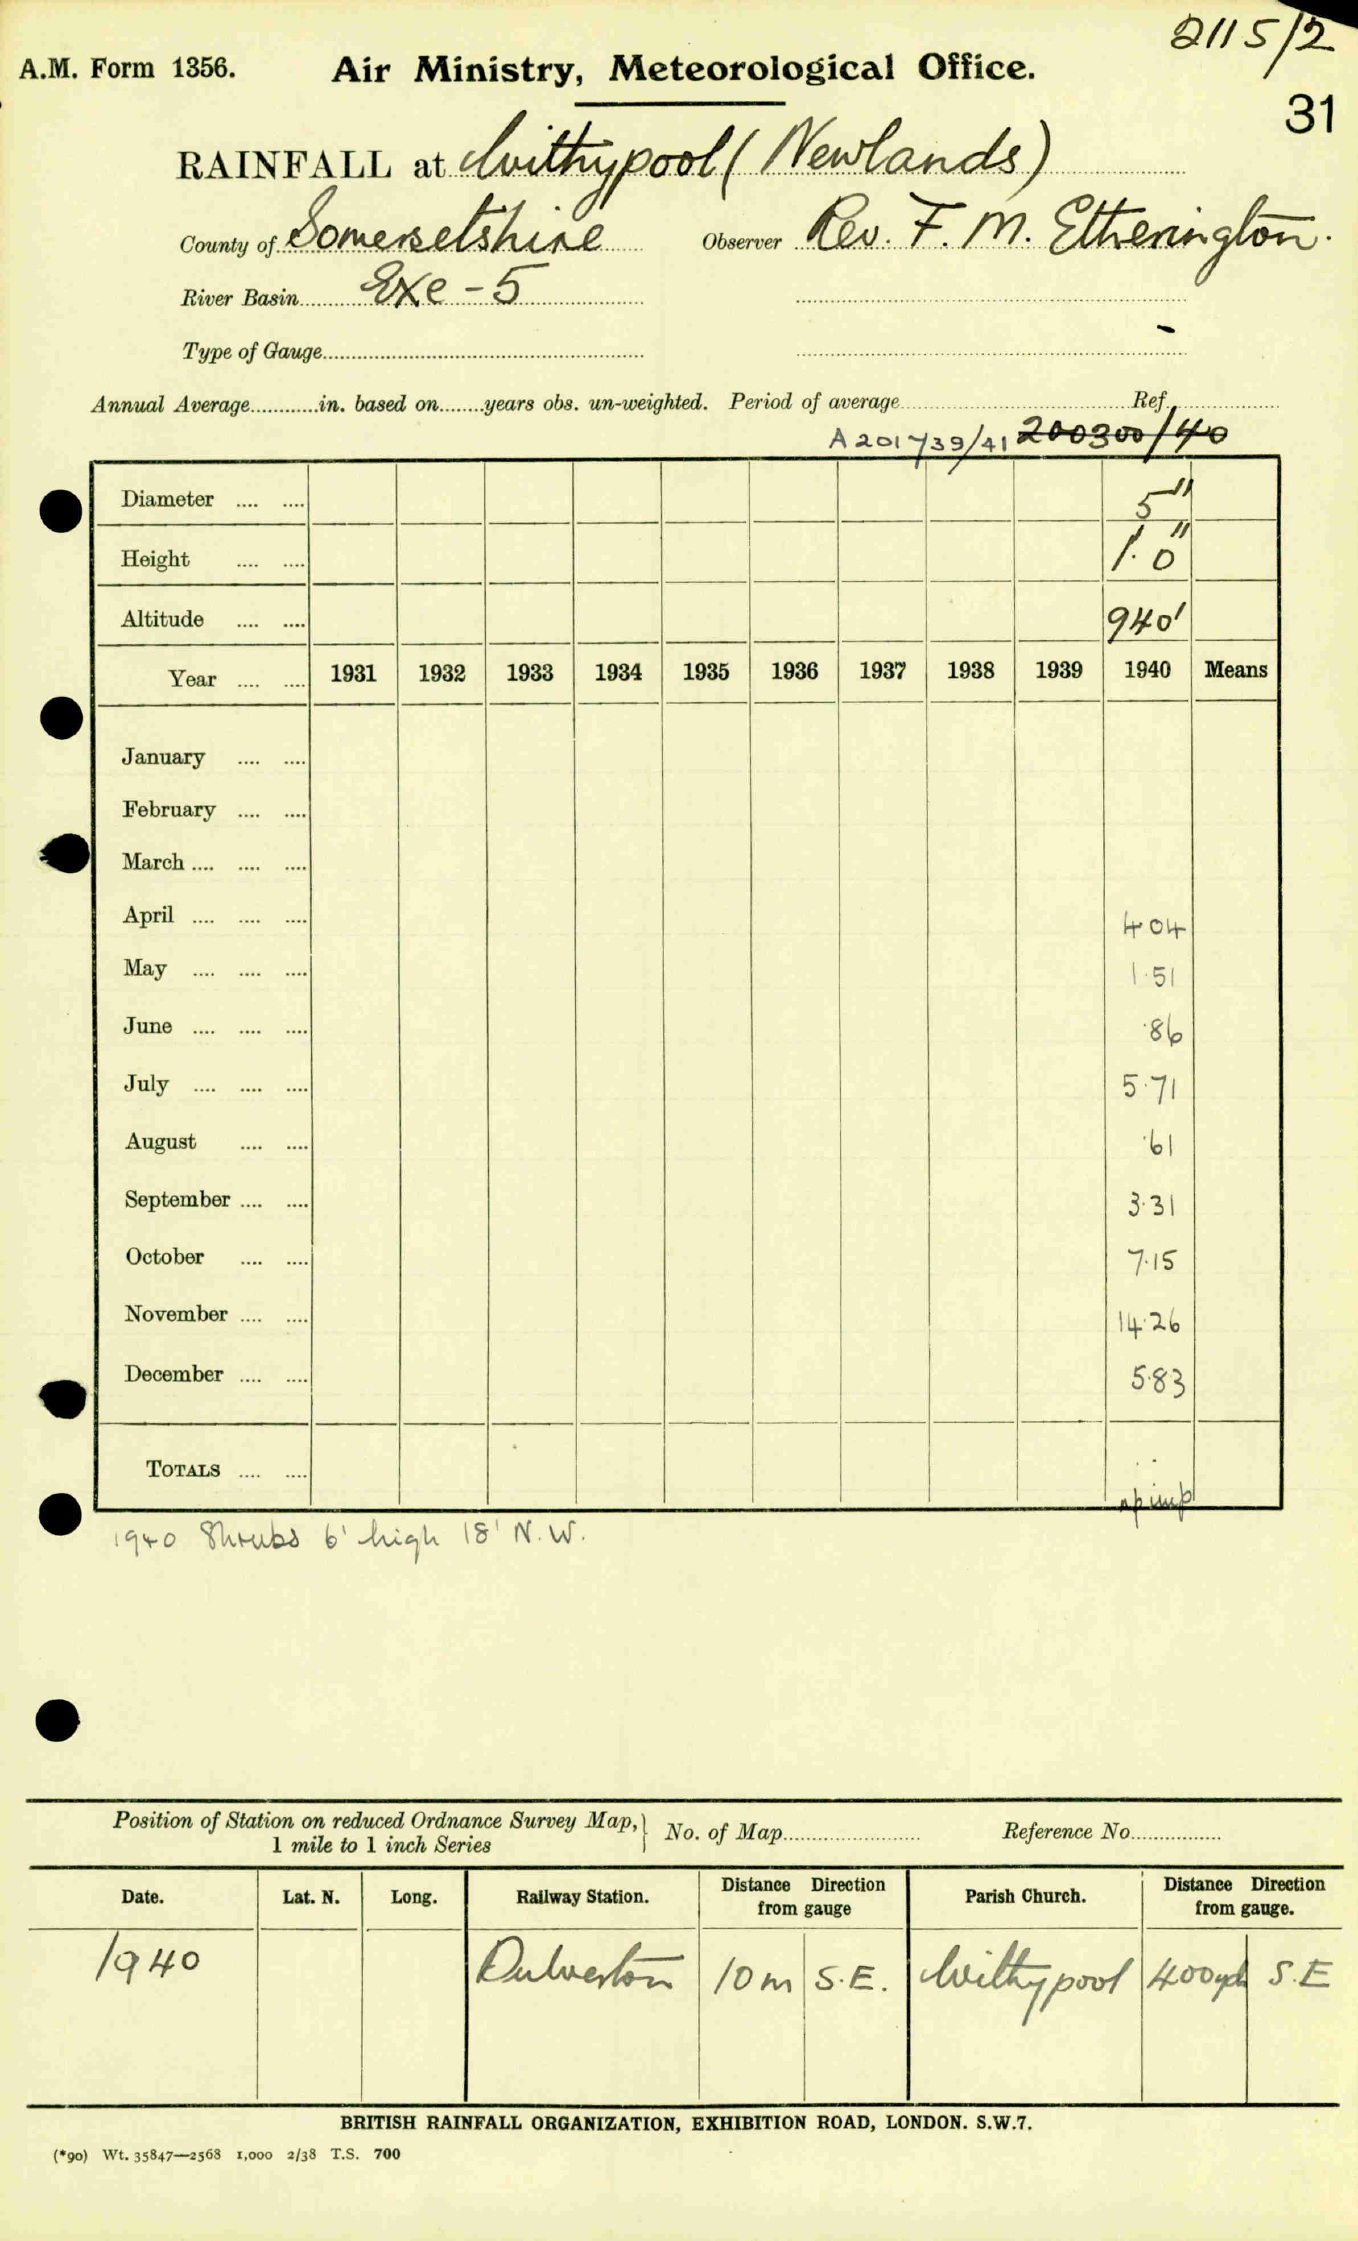 2115/2
A.M. Form 1356. Air Ministry, Meteorological Office.
31
RAINFALL at Withypool (Newlands)
County of Somersetshire Observer Rev. F. M. Etherington.
River Basin Exe - 5
Type of Gauge
Annual Average in. based on years obs. un-weighted. Period of average Ref.
A 201739/41 200300/40
Diameter 5"
Height 1' 0"
Altitude 940'
Year 1931 1932 1933 1934 1935 1936 1937 1938 1939 1940 Means
January
February
March
April 4.04
May 1.51
June .86
July 5.71
August .61
September 3.31
October 7.15
November 14.26
December 5.83
TOTALS
1940 Shrubs 6' high 18' N.W.
Position of Station on reduced Ordnance Survey Map, 1 mile to 1 inch Series No. of Map Reference No.
Date. Lat. N. Long. Railway Station. Distance Direction from gauge Parish Church. Distance Direction from gauge.
1940 Dulverton 10 m S.E. Withypool 400 yds S.E
BRITISH RAINFALL ORGANIZATION, EXHIBITION ROAD, LONDON. S.W.7.
(*90) Wt. 35847—2568 1,000 2/38 T.S. 700